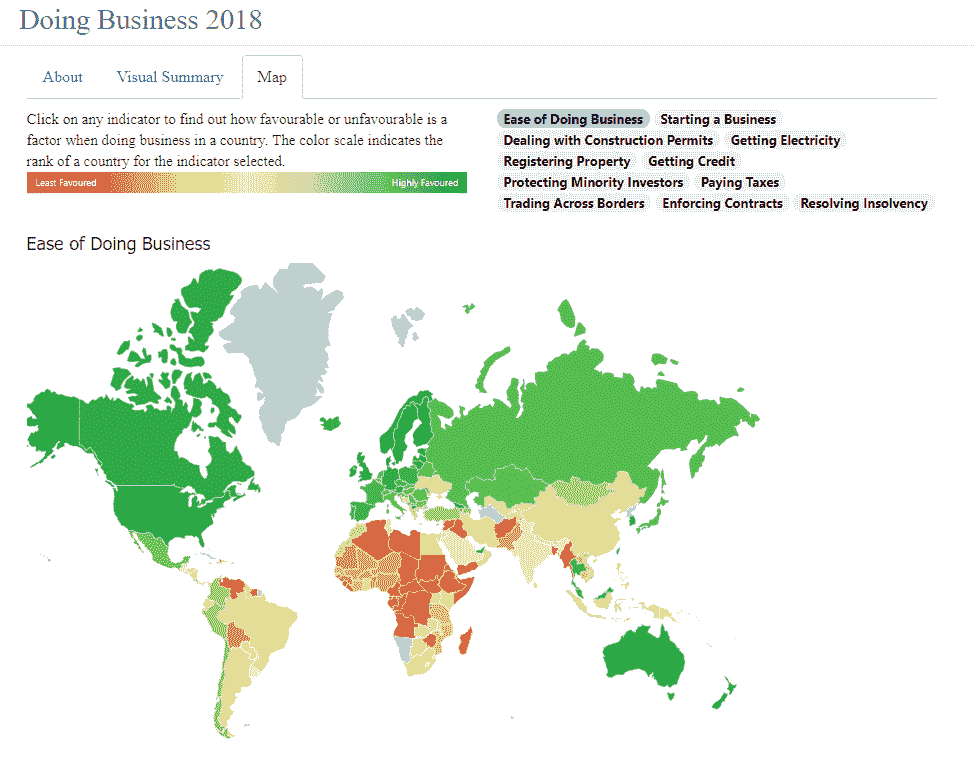 Doing Business 2018
About Visual Summary Map
Click on any indicator to find out how favourable or unfavourable is a
factor when doing business in a country. The color scale indicates the
rank of a country for the indicator selected.
Least Favoured Highly Favoured
Ease of Doing Business Starting a Business
Dealing with Construction Permits Getting Electricity
Registering Property Getting Credit
Protecting Minority Investors Paying Taxes
Trading Across Borders Enforcing Contracts Resolving Insolvency
Ease of Doing Business